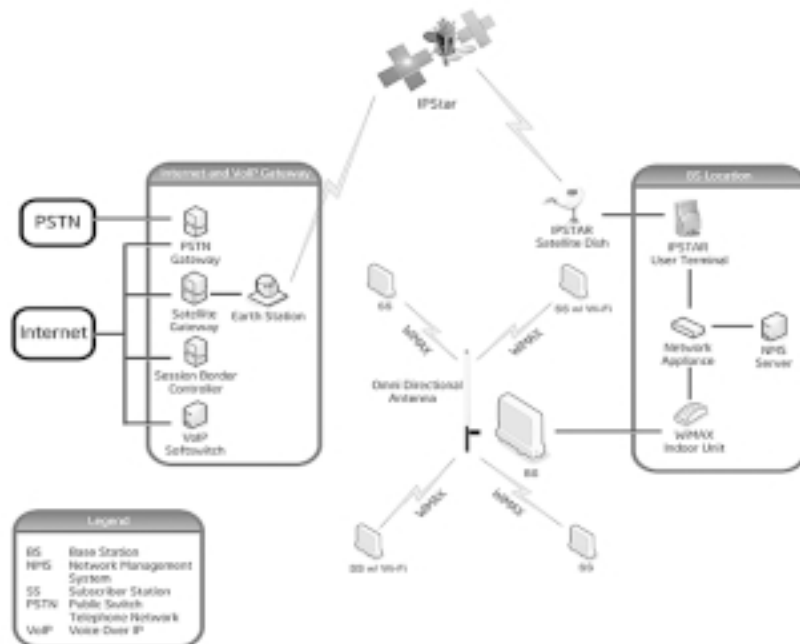 IPStar
Internet and VoIP Gateway
BS Location
PSTN
PSTN
Gateway
IPSTAR
Satellite Dish
IPSTAR
User Terminal
Internet
Satellite
Gateway
Earth Station
SS
SS w/ Wi-Fi
WiMAX
WiMAX
Network
Appliance
NMS
Server
Session Border
Controller
Omni Directional
Antenna
VoIP
Softswitch
BS
WiMAX
Indoor Unit
WiMAX
WiMAX
SS w/ Wi-Fi
SS
Legend
BS Base Station
NMS Network Management
System
SS Subscriber Station
PSTN Public Switch
Telephone Network
VoIP Voice Over IP